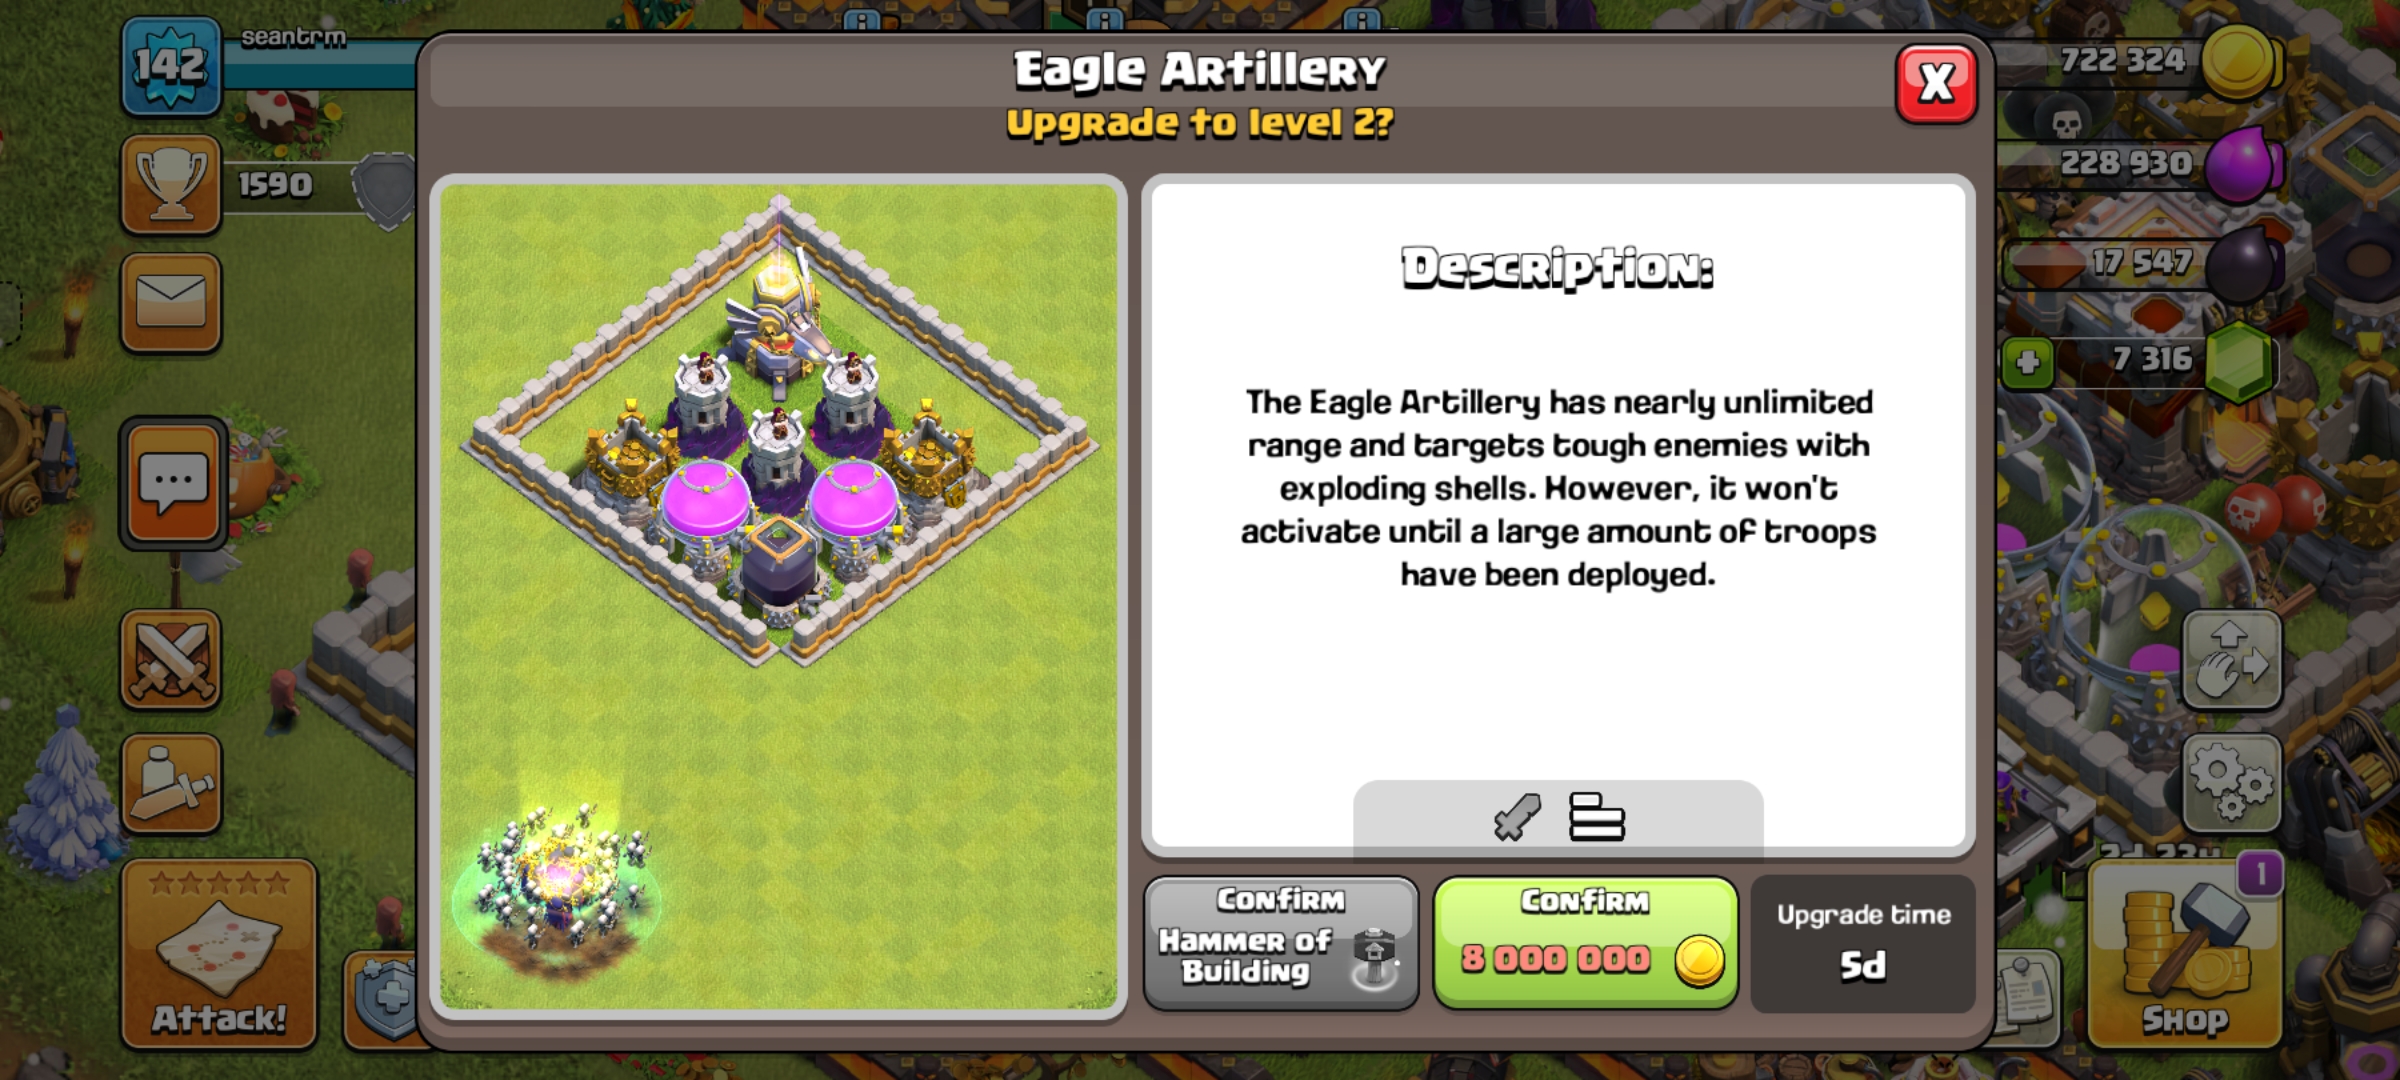 142
seantrm
1590
Attack!
Eagle Artillery
Upgrade to level 2?
X
Description:
The Eagle Artillery has nearly unlimited
range and targets tough enemies with
exploding shells. However, it won't
activate until a large amount of troops
have been deployed.
Confirm
Hammer of
Building
Confirm
8 000 000
Upgrade time
5d
722 324
228 930
17 547
7 316
2d 23H
1
Shop